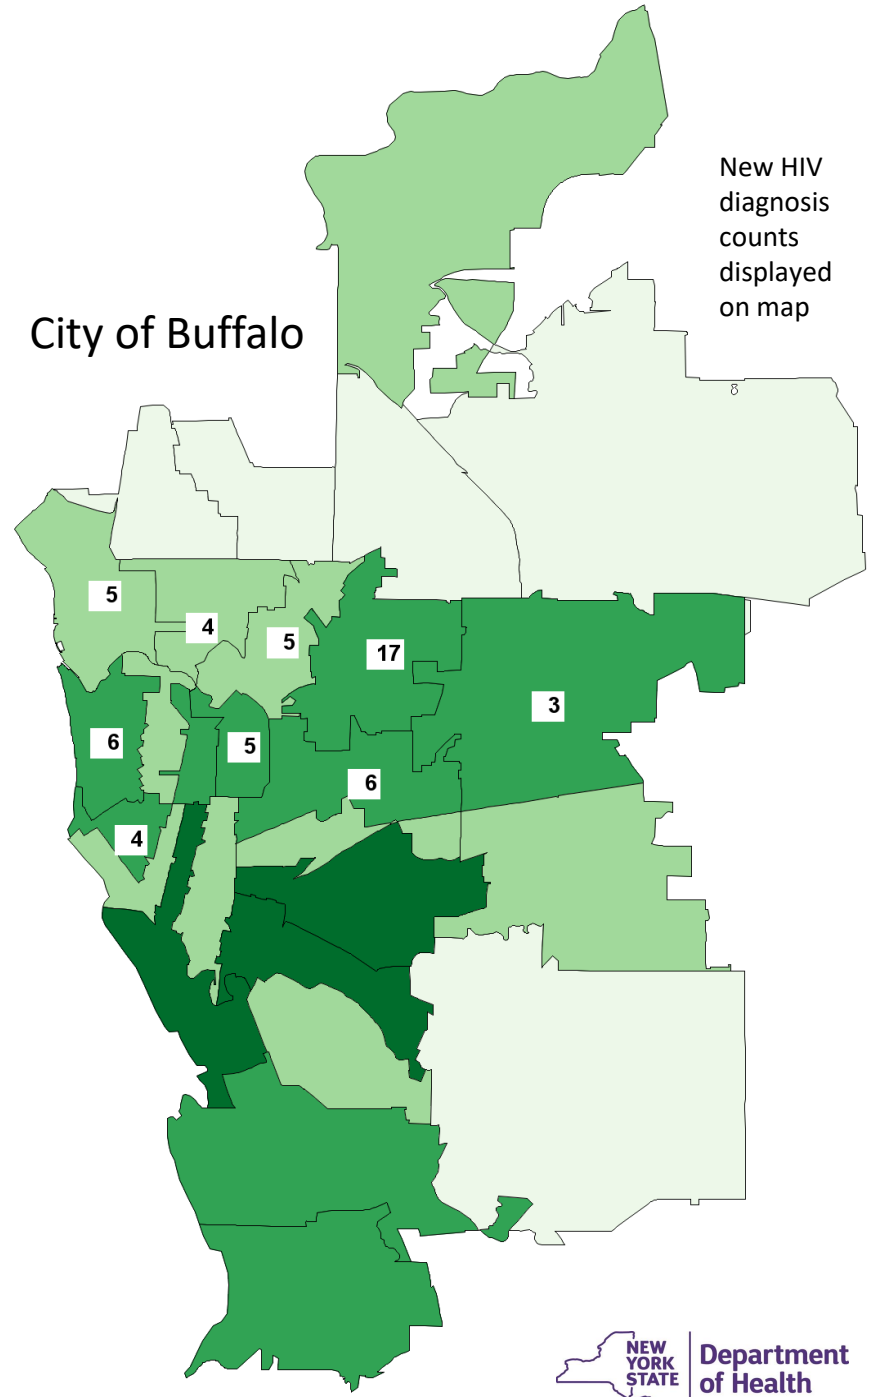 New HIV
diagnosis
counts
displayed
on map
City of Buffalo
8
5
4
5
17
3
6
5
6
4
NEW
YORK
STATE
Department
of Health